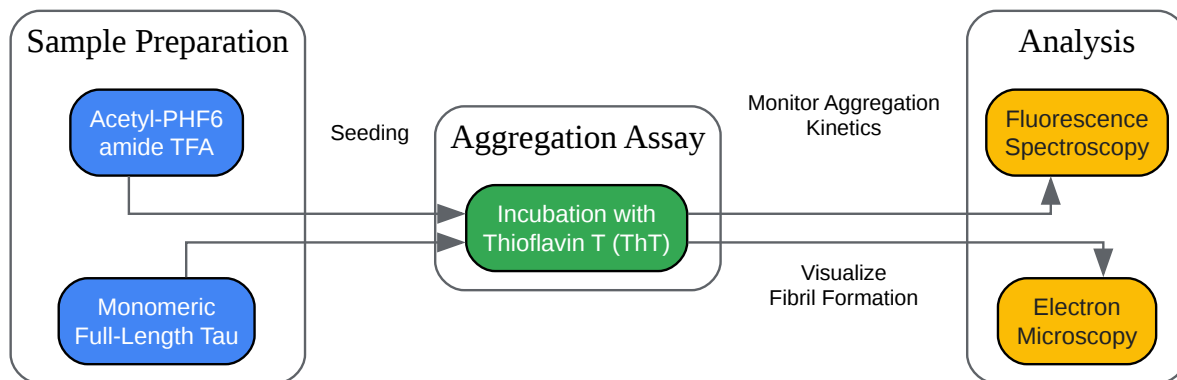 Sample Preparation
Acetyl-PHF6
amide TFA
Monomeric
Full-Length Tau
Seeding
Aggregation Assay
Incubation with
Thioflavin T (ThT)
Monitor Aggregation
Kinetics
Visualize
Fibril Formation
Analysis
Fluorescence
Spectroscopy
Electron
Microscopy